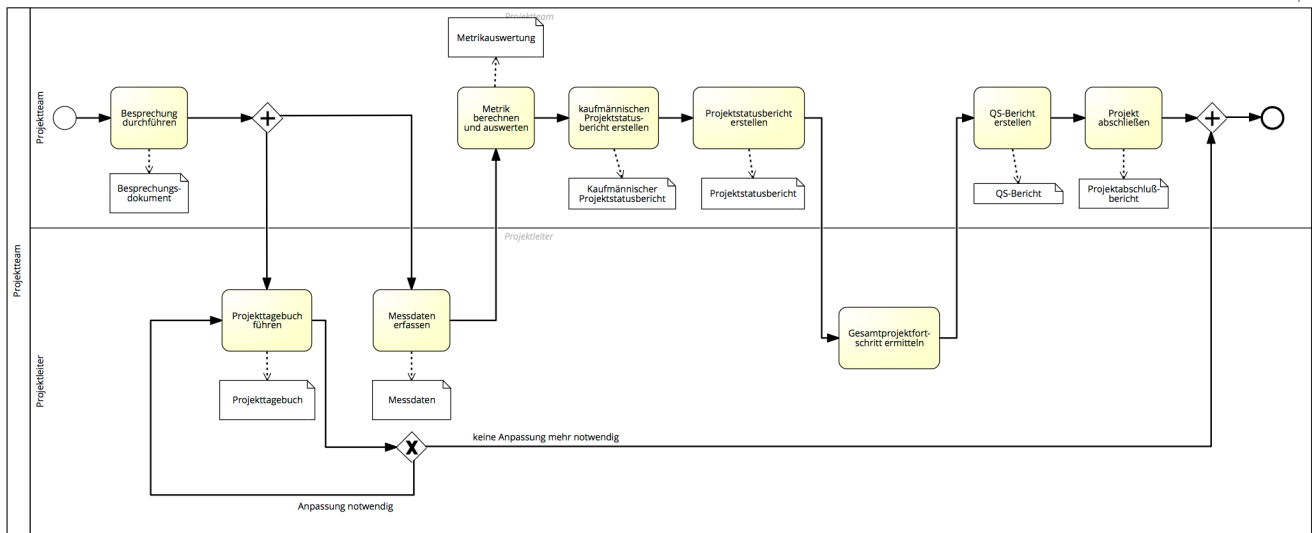 Projektteam
Projektteam
Projektleiter
Projektteam
Projektleiter
Besprechung
durchführen
Besprechungs-
dokument
Metrikauswertung
Metrik
berechnen
und auswerten
kaufmännischen
Projektstatus-
bericht erstellen
Kaufmännischer
Projektstatusbericht
Projektstatusbericht
erstellen
Projektstatusbericht
QS-Bericht
erstellen
QS-Bericht
Projekt
abschließen
Projektabschluß-
bericht
Projekttagebuch
führen
Projekttagebuch
Messdaten
erfassen
Messdaten
Gesamtprojektfort-
schritt ermitteln
keine Anpassung mehr notwendig
Anpassung notwendig